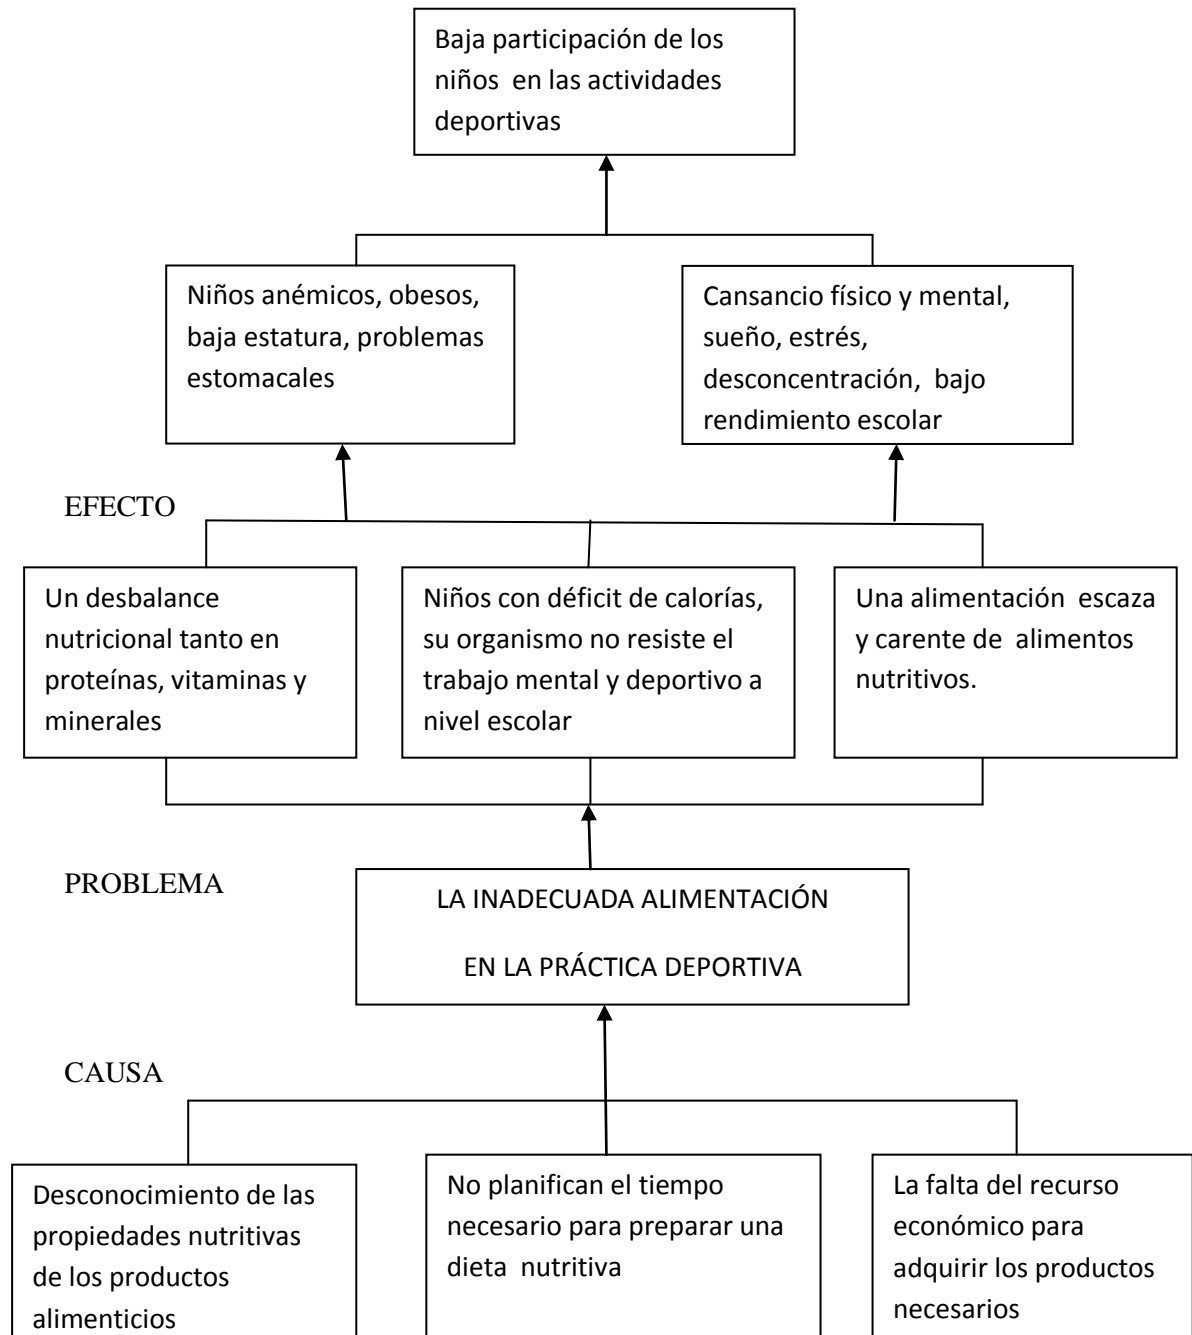 Baja participación de los
niños en las actividades
deportivas
Niños anémicos, obesos,
baja estatura, problemas
estomacales
Cansancio físico y mental,
sueño, estrés,
desconcentración, bajo
rendimiento escolar
EFECTO
Un desbalance
nutricional tanto en
proteínas, vitaminas y
minerales
Niños con déficit de calorías,
su organismo no resiste el
trabajo mental y deportivo a
nivel escolar
Una alimentación escaza
y carente de alimentos
nutritivos.
PROBLEMA
LA INADECUADA ALIMENTACIÓN
EN LA PRÁCTICA DEPORTIVA
CAUSA
Desconocimiento de las
propiedades nutritivas
de los productos
alimenticios
No planifican el tiempo
necesario para preparar una
dieta nutritiva
La falta del recurso
económico para
adquirir los productos
necesarios